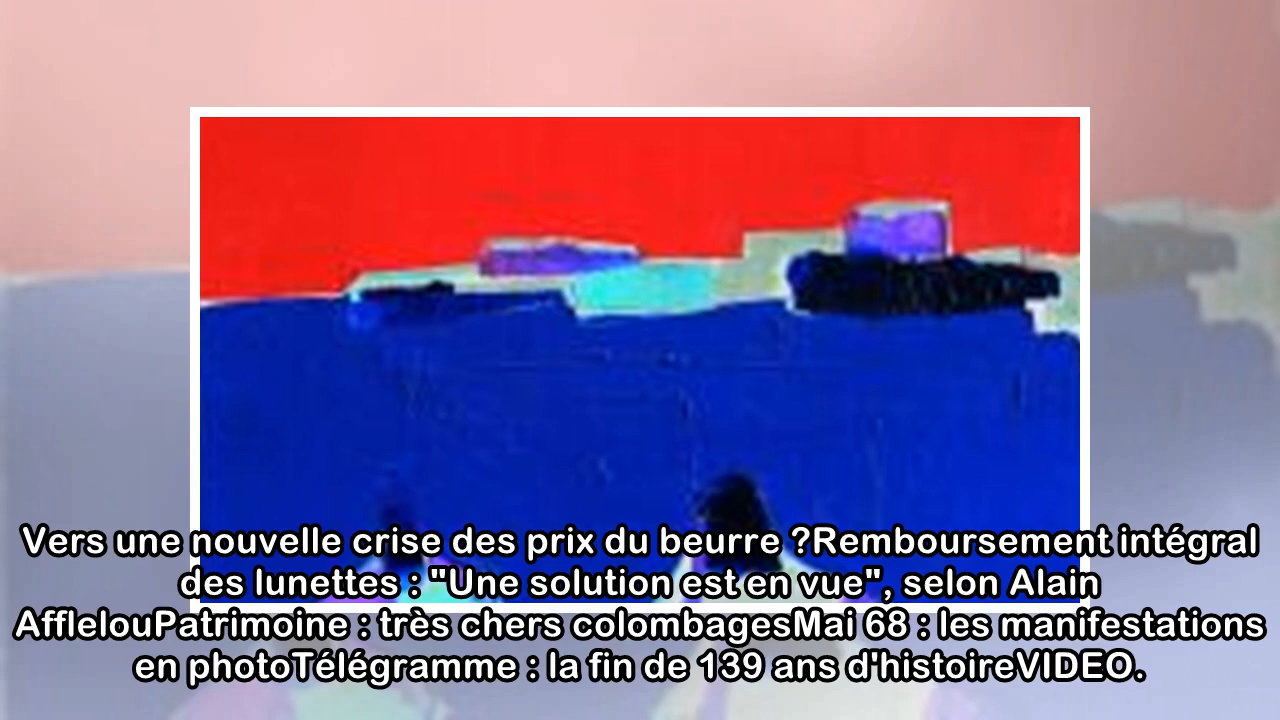 Vers une nouvelle crise des prix du beurre ?Remboursement intégral
des lunettes : "Une solution est en vue", selon Alain
AfflelouPatrimoine : très chers colombagesMai 68 : les manifestations
en photoTélégramme : la fin de 139 ans d'histoireVIDEO.